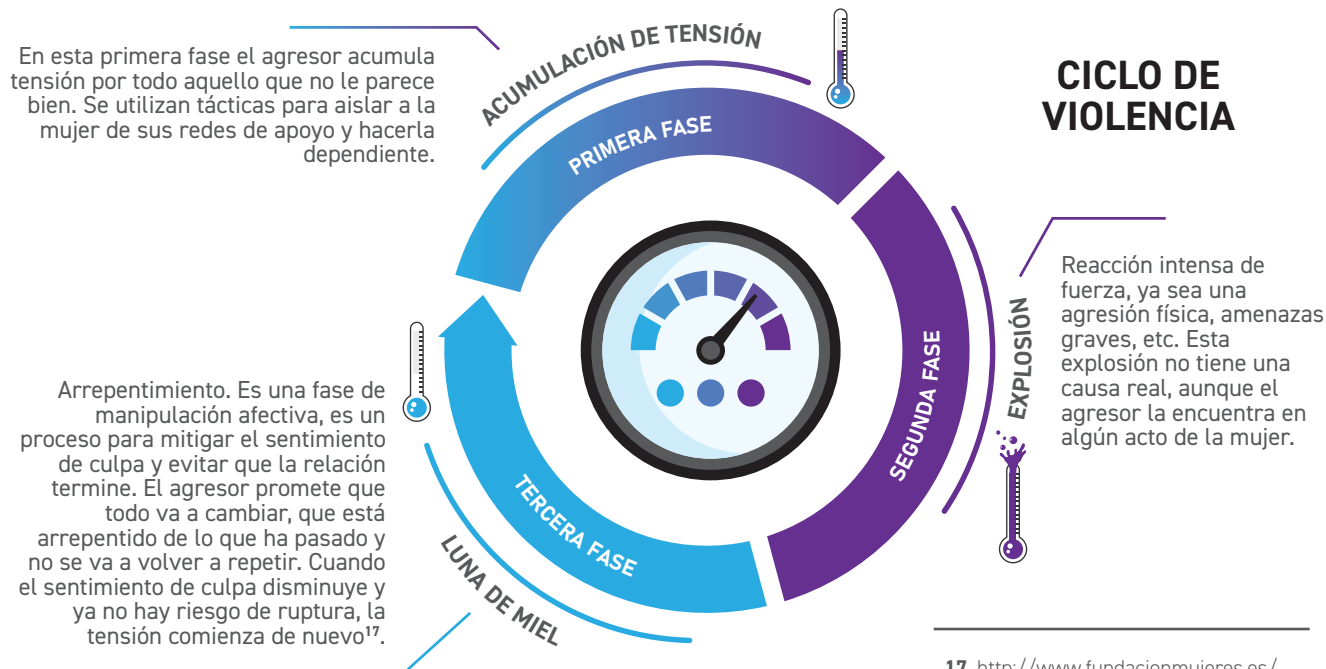 CICLO DE
VIOLENCIA
ACUMULACIÓN DE TENSIÓN
PRIMERA FASE
En esta primera fase el agresor acumula
tensión por todo aquello que no le parece
bien. Se utilizan tácticas para aislar a la
mujer de sus redes de apoyo y hacerla
dependiente.
SEGUNDA FASE
EXPLOSIÓN
Reacción intensa de
fuerza, ya sea una
agresión física, amenazas
graves, etc. Esta
explosión no tiene una
causa real, aunque el
agresor la encuentra en
algún acto de la mujer.
TERCERA FASE
LUNA DE MIEL
Arrepentimiento. Es una fase de
manipulación afectiva, es un
proceso para mitigar el sentimiento
de culpa y evitar que la relación
termine. El agresor promete que
todo va a cambiar, que está
arrepentido de lo que ha pasado y
no se va a volver a repetir. Cuando
el sentimiento de culpa disminuye y
ya no hay riesgo de ruptura, la
tensión comienza de nuevo¹⁷.
17 http://www.fundacionmujeres.es/